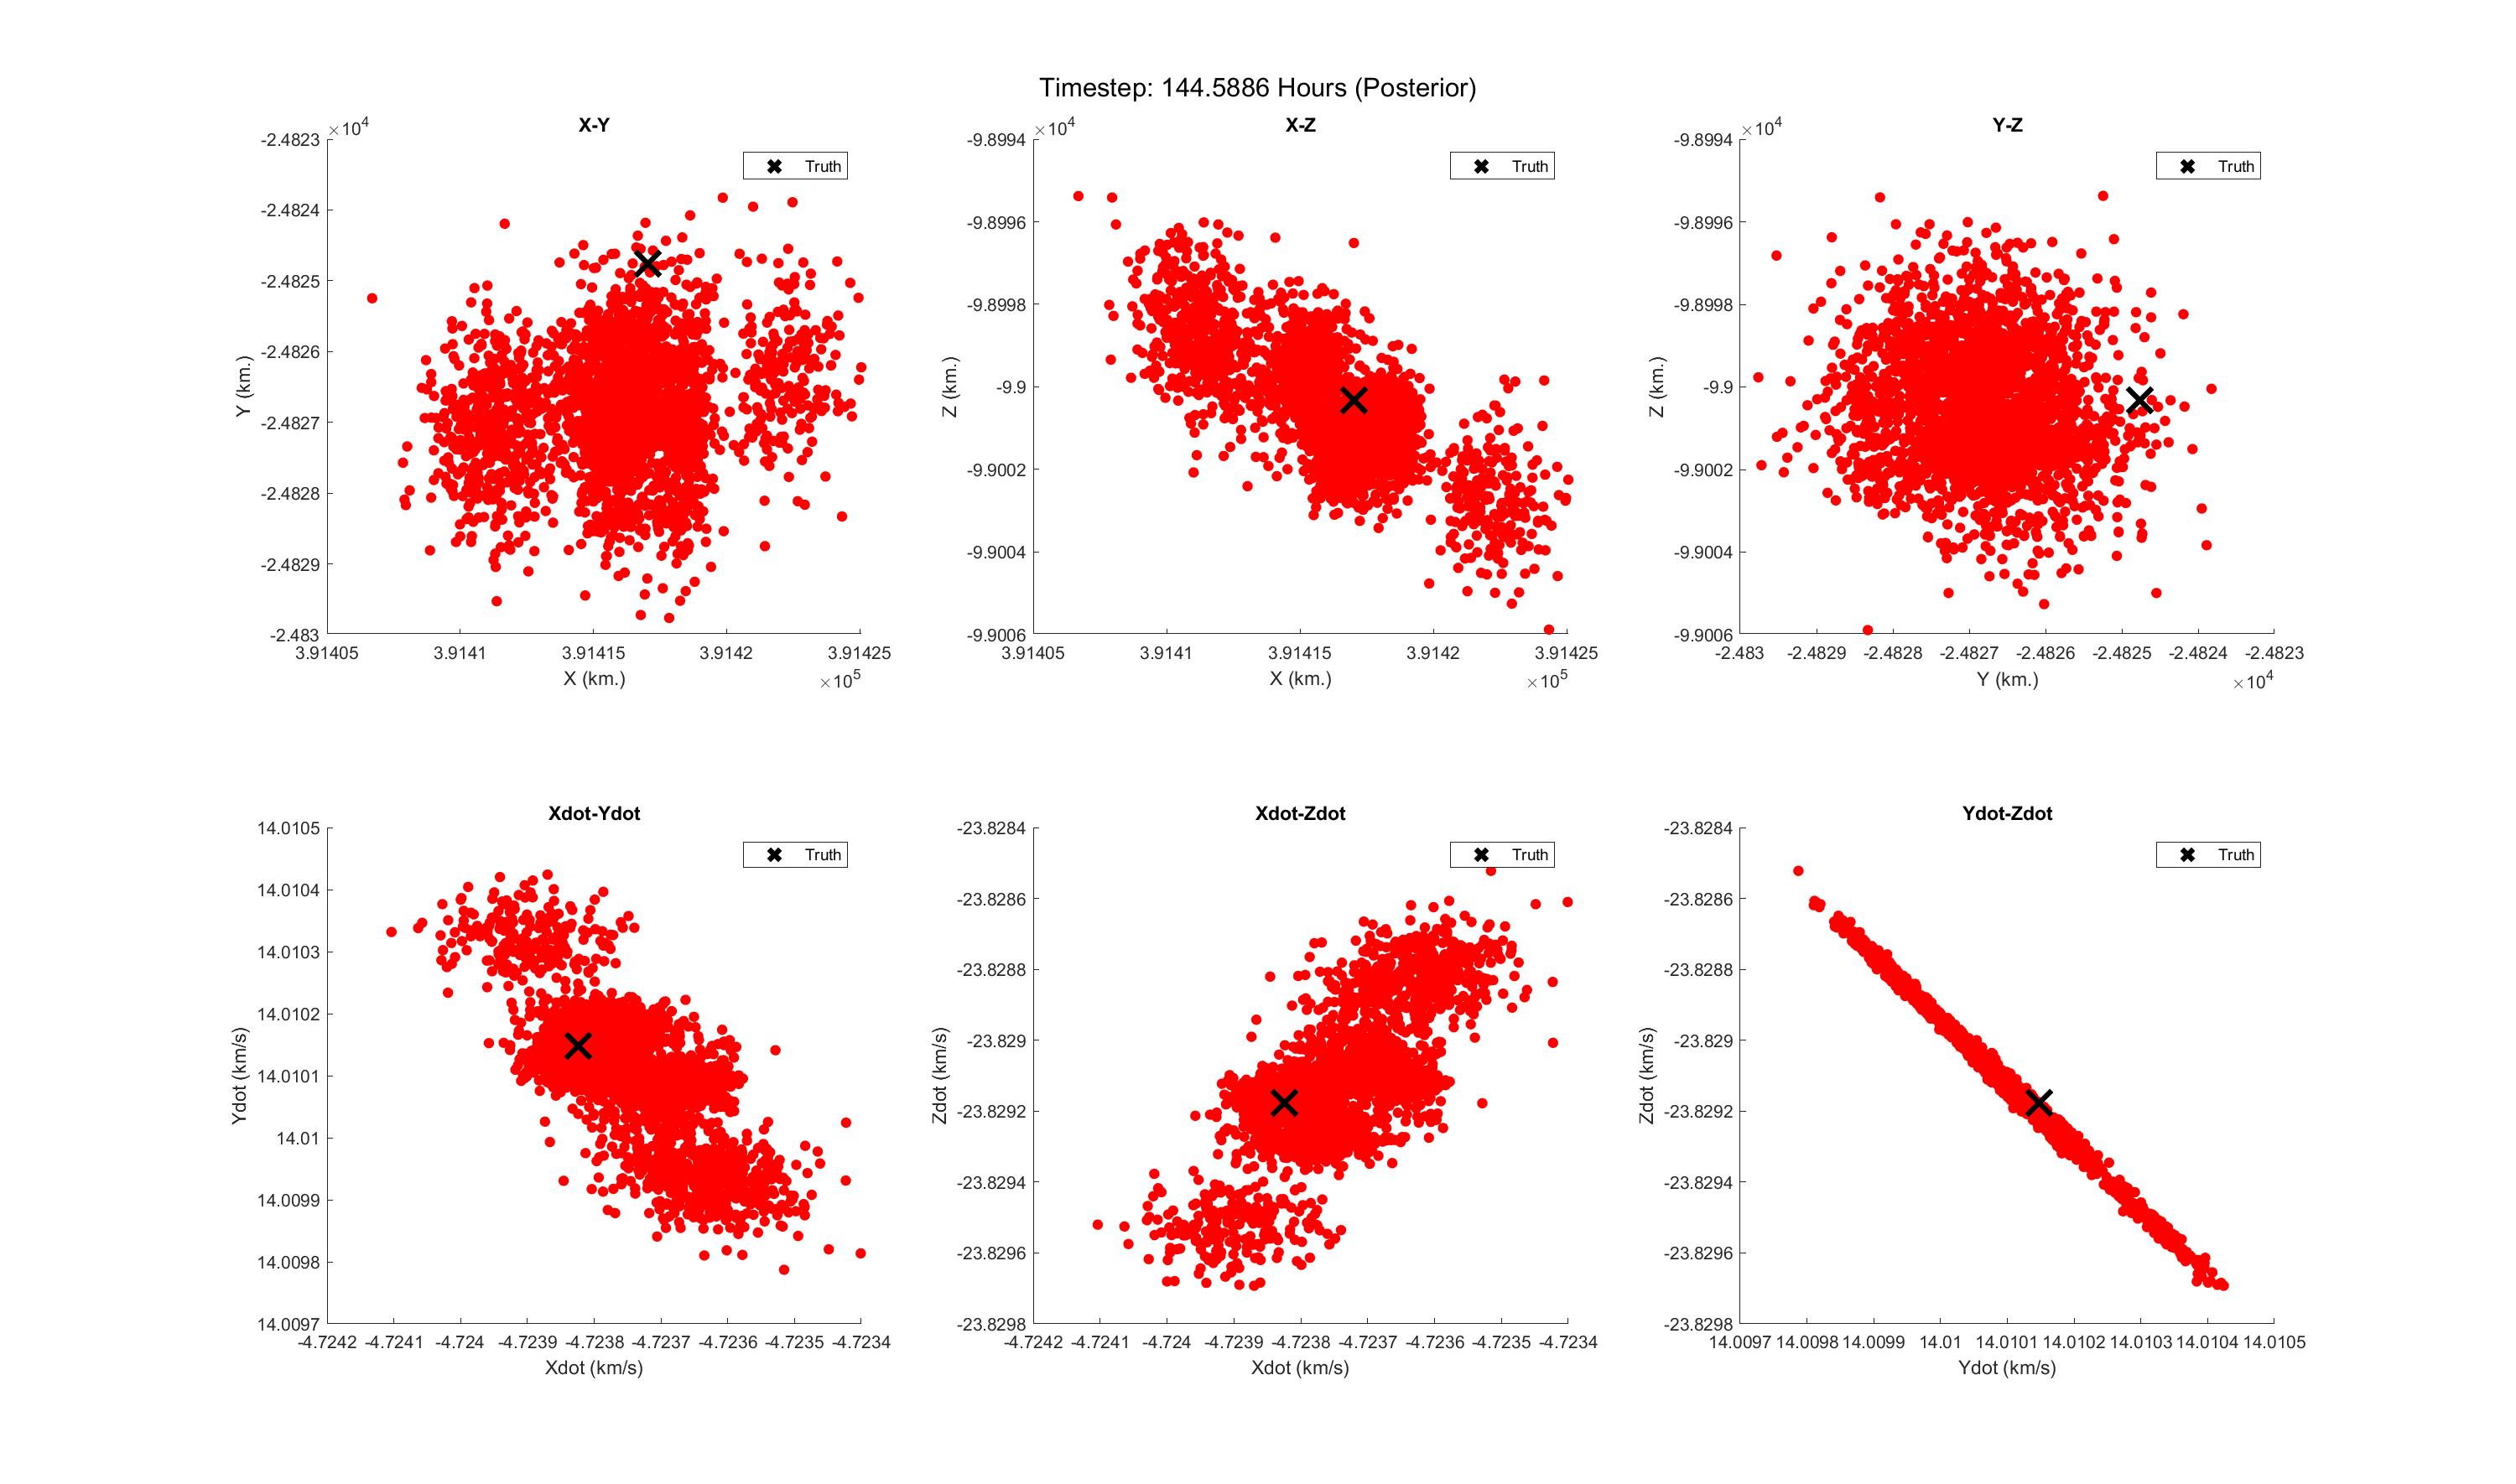 Timestep: 144.5886 Hours (Posterior)
X-Y
×10^4
-2.4823
-2.4824
-2.4825
-2.4826
-2.4827
-2.4828
-2.4829
-2.483
Y (km.)
Truth
3.91405 3.9141 3.91415 3.9142 3.91425
X (km.)
×10^5
X-Z
×10^4
-9.8994
-9.8996
-9.8998
-9.9
-9.9002
-9.9004
-9.9006
Z (km.)
Truth
3.91405 3.9141 3.91415 3.9142 3.91425
X (km.)
×10^5
Y-Z
×10^4
-9.8994
-9.8996
-9.8998
-9.9
-9.9002
-9.9004
-9.9006
Z (km.)
Truth
-2.483 -2.4829 -2.4828 -2.4827 -2.4826 -2.4825 -2.4824 -2.4823
Y (km.)
×10^4
Xdot-Ydot
14.0105
14.0104
14.0103
14.0102
14.0101
14.01
14.0099
14.0098
14.0097
Ydot (km/s)
Truth
-4.7242 -4.7241 -4.724 -4.7239 -4.7238 -4.7237 -4.7236 -4.7235 -4.7234
Xdot (km/s)
Xdot-Zdot
-23.8284
-23.8286
-23.8288
-23.829
-23.8292
-23.8294
-23.8296
-23.8298
Zdot (km/s)
Truth
-4.7242 -4.7241 -4.724 -4.7239 -4.7238 -4.7237 -4.7236 -4.7235 -4.7234
Xdot (km/s)
Ydot-Zdot
-23.8284
-23.8286
-23.8288
-23.829
-23.8292
-23.8294
-23.8296
-23.8298
Zdot (km/s)
Truth
14.0097 14.0098 14.0099 14.01 14.0101 14.0102 14.0103 14.0104 14.0105
Ydot (km/s)